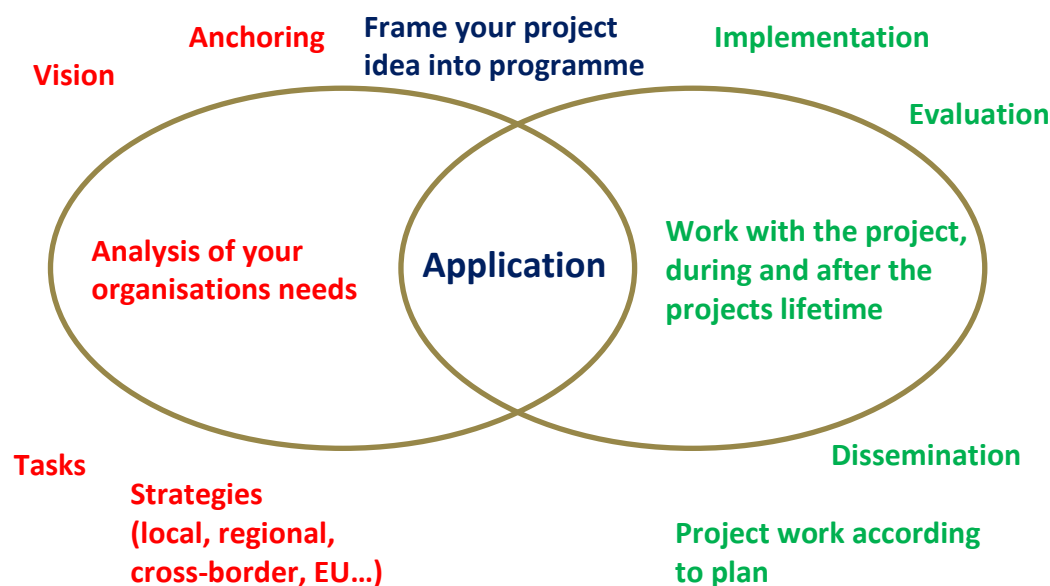 Anchoring
Frame your project
idea into programme
Implementation
Vision
Evaluation
Analysis of your
organisations needs
Application
Work with the project,
during and after the
projects lifetime
Tasks
Strategies
(local, regional,
cross-border, EU...)
Dissemination
Project work according
to plan